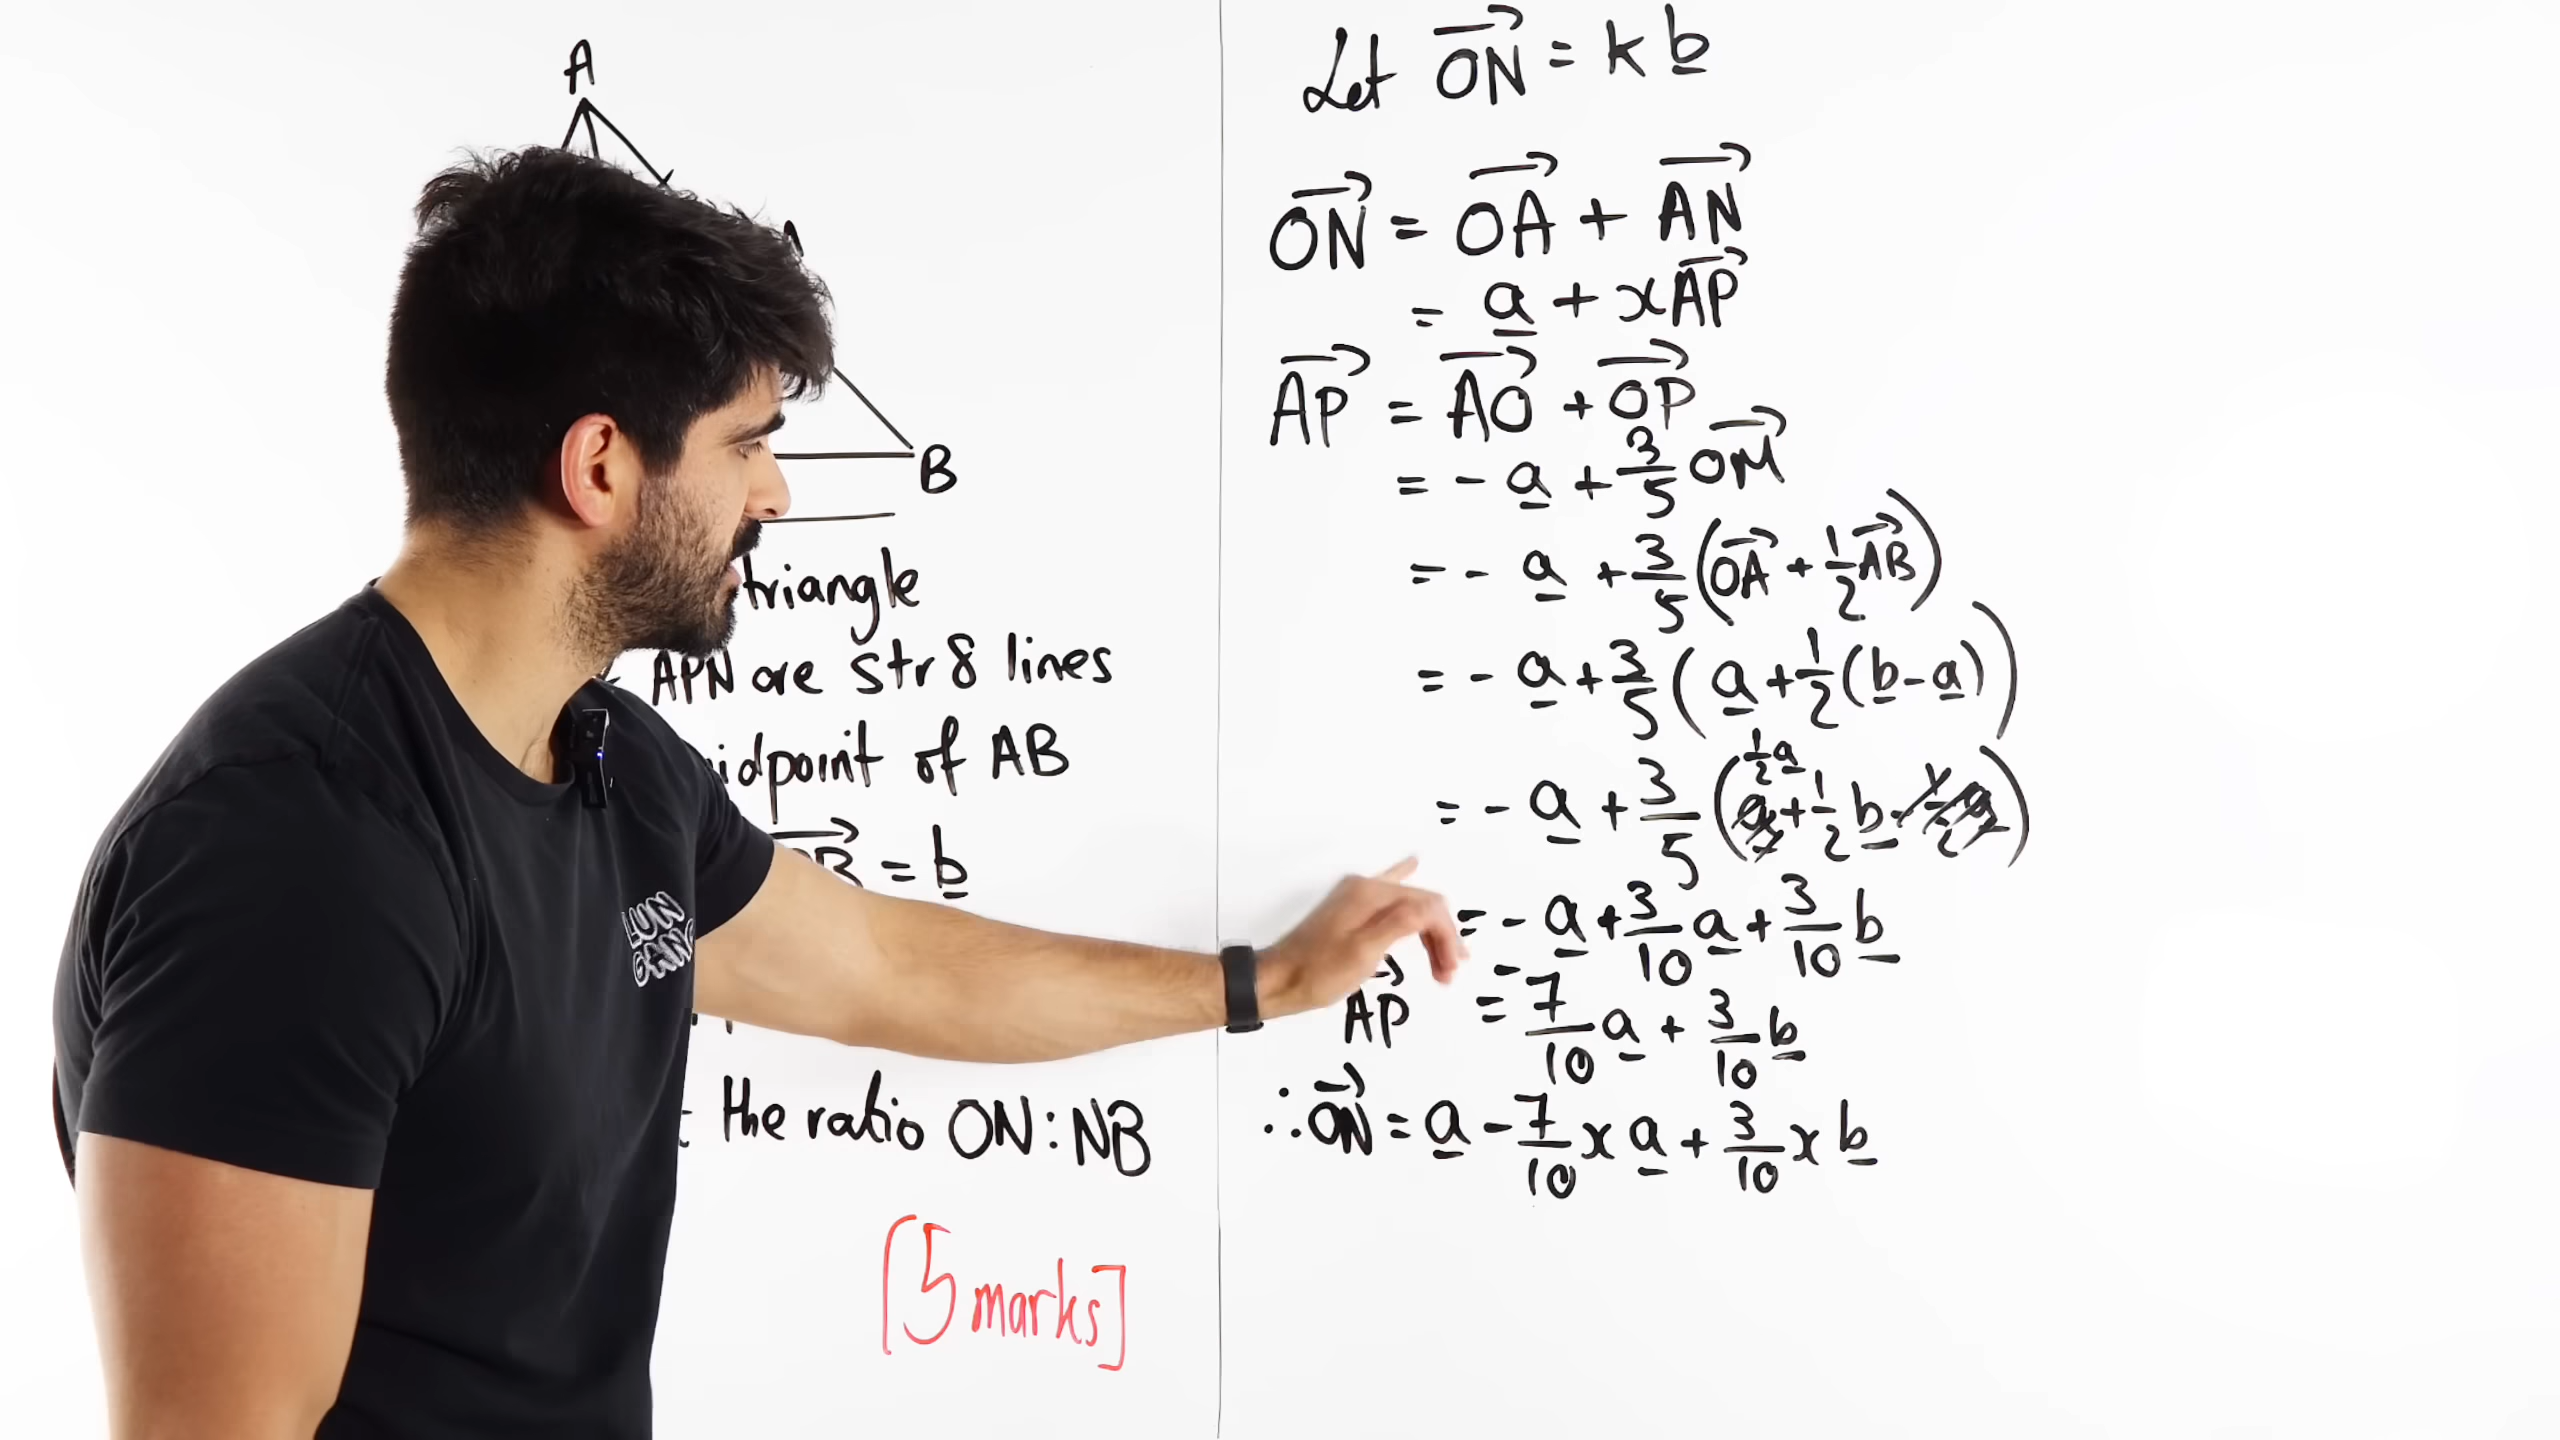 A
B
triangle
APN are str8 lines
idpoint of AB
= b
the ratio ON:NB
[5 marks]
Let ON = k b
ON = OA + AN
= a + xAP
AP = AO + OP
= - a + 3/5 OM
= - a + 3/5 (OA + 1/2 AB)
= - a + 3/5 ( a + 1/2 (b - a))
1/2 a
= - a + 3/5 (a + 1/2 b - 1/2 a)
= - a + 3/10 a + 3/10 b
AP = -7/10 a + 3/10 b
∴ ON = a - 7/10 x a + 3/10 x b